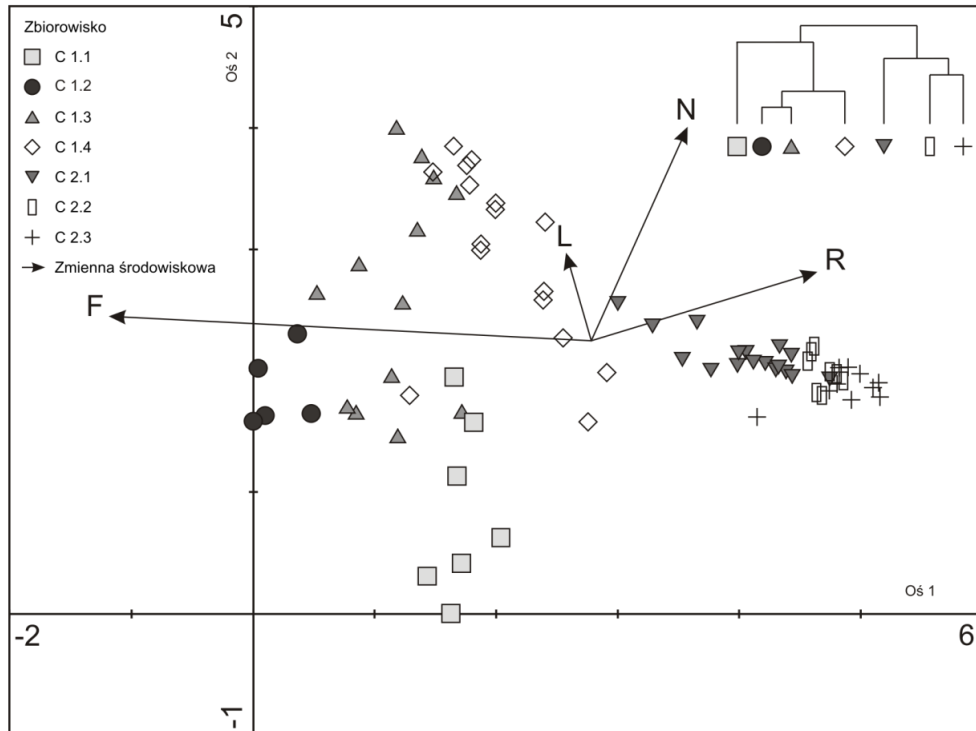 5
Oś 2
Zbiorowisko
C 1.1
C 1.2
C 1.3
C 1.4
C 2.1
C 2.2
C 2.3
Zmienna środowiskowa
N
L
R
F
Oś 1
-2
6
-1